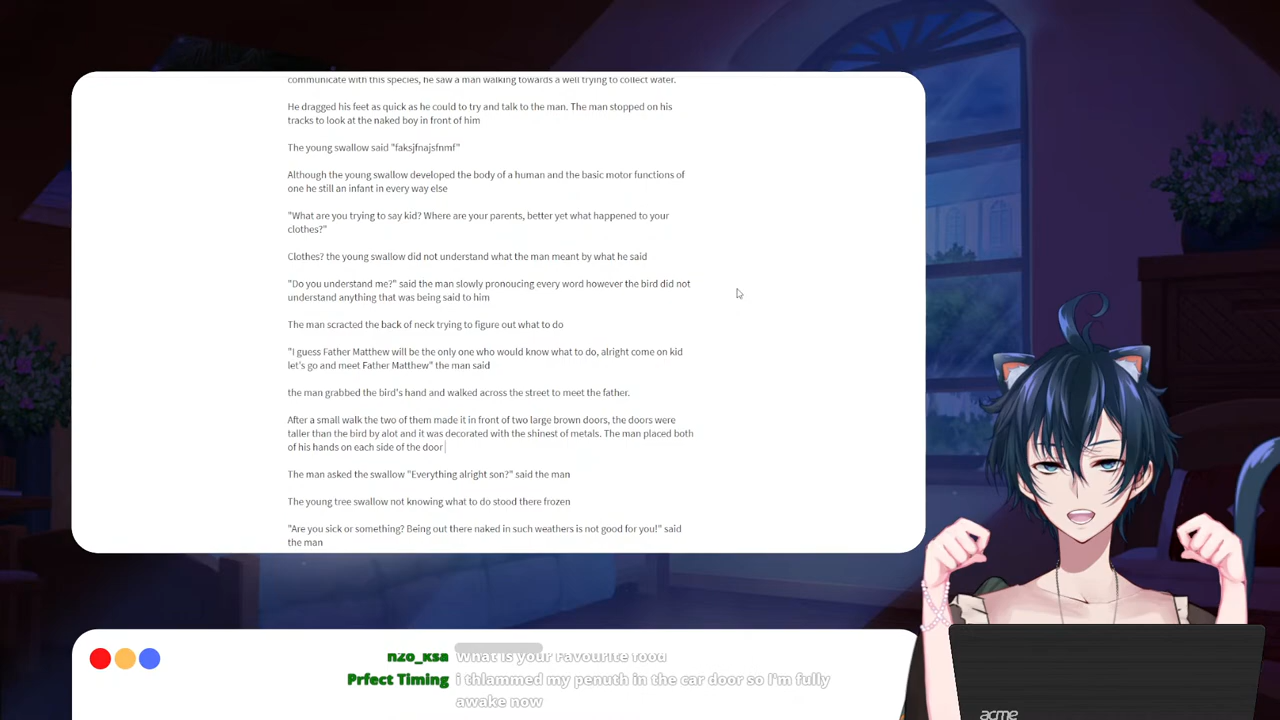 communicate with this species, he saw a man walking towards a well trying to collect water.
He dragged his feet as quick as he could to try and talk to the man. The man stopped on his
tracks to look at the naked boy in front of him
The young swallow said "faksjfnajsfnmf"
Although the young swallow developed the body of a human and the basic motor functions of
one he still an infant in every way else
"What are you trying to say kid? Where are your parents, better yet what happened to your
clothes?"
Clothes? the young swallow did not understand what the man meant by what he said
"Do you understand me?" said the man slowly pronoucing every word however the bird did not
understand anything that was being said to him
The man scracted the back of neck trying to figure out what to do
"I guess Father Matthew will be the only one who would know what to do, alright come on kid
let's go and meet Father Matthew" the man said
the man grabbed the bird's hand and walked across the street to meet the father.
After a small walk the two of them made it in front of two large brown doors, the doors were
taller than the bird by alot and it was decorated with the shinest of metals. The man placed both
of his hands on each side of the door
The man asked the swallow "Everything alright son?" said the man
The young tree swallow not knowing what to do stood there frozen
"Are you sick or something? Being out there naked in such weathers is not good for you!" said
the man
nzo_ksa What is your Favourite food
Prfect Timing i thlammed my penuth in the car door so I'm fully
awake now
acme